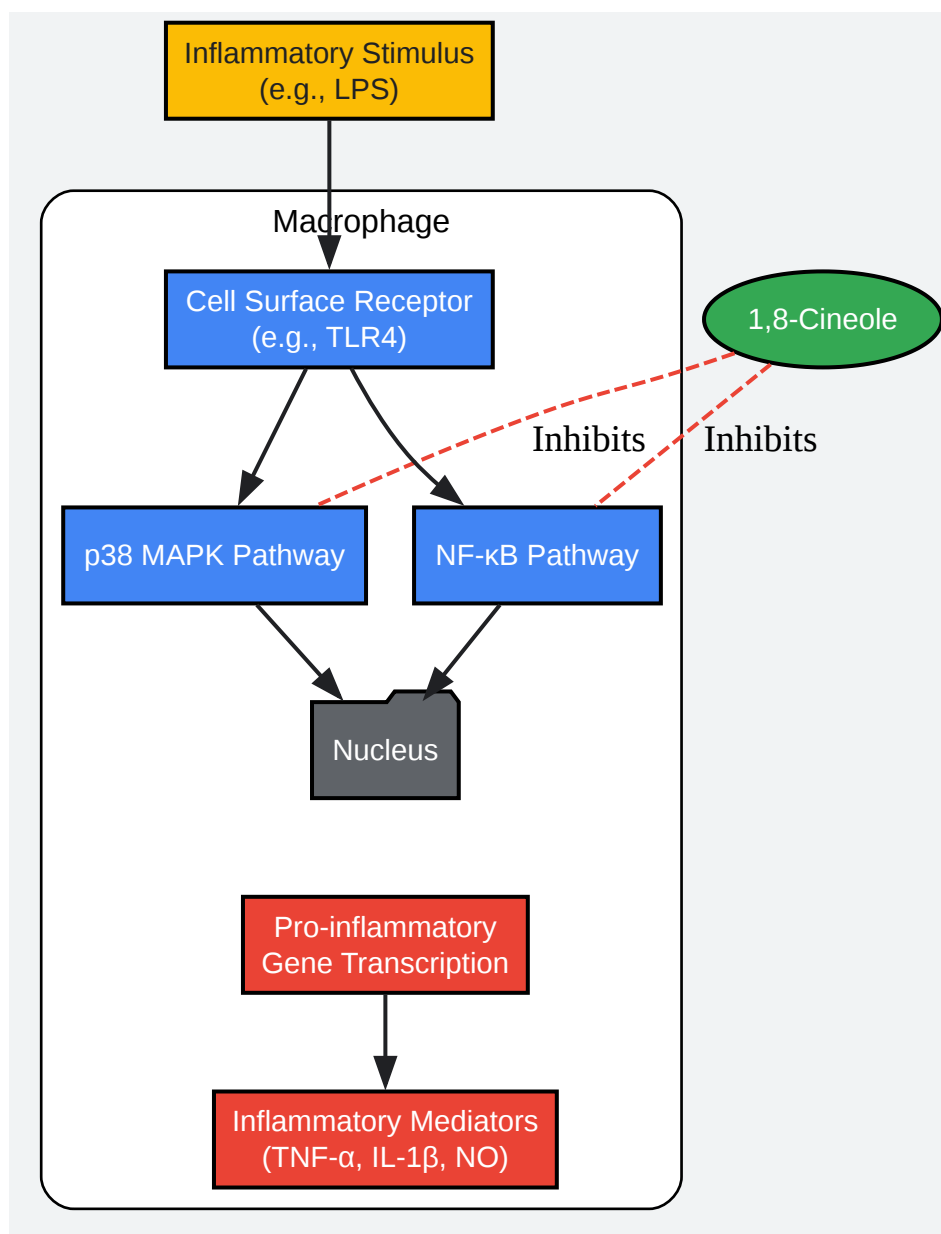 Inflammatory Stimulus
(e.g., LPS)
Macrophage
Cell Surface Receptor
(e.g., TLR4)
1,8-Cineole
Inhibits
Inhibits
p38 MAPK Pathway
NF-κB Pathway
Nucleus
Pro-inflammatory
Gene Transcription
Inflammatory Mediators
(TNF-α, IL-1β, NO)